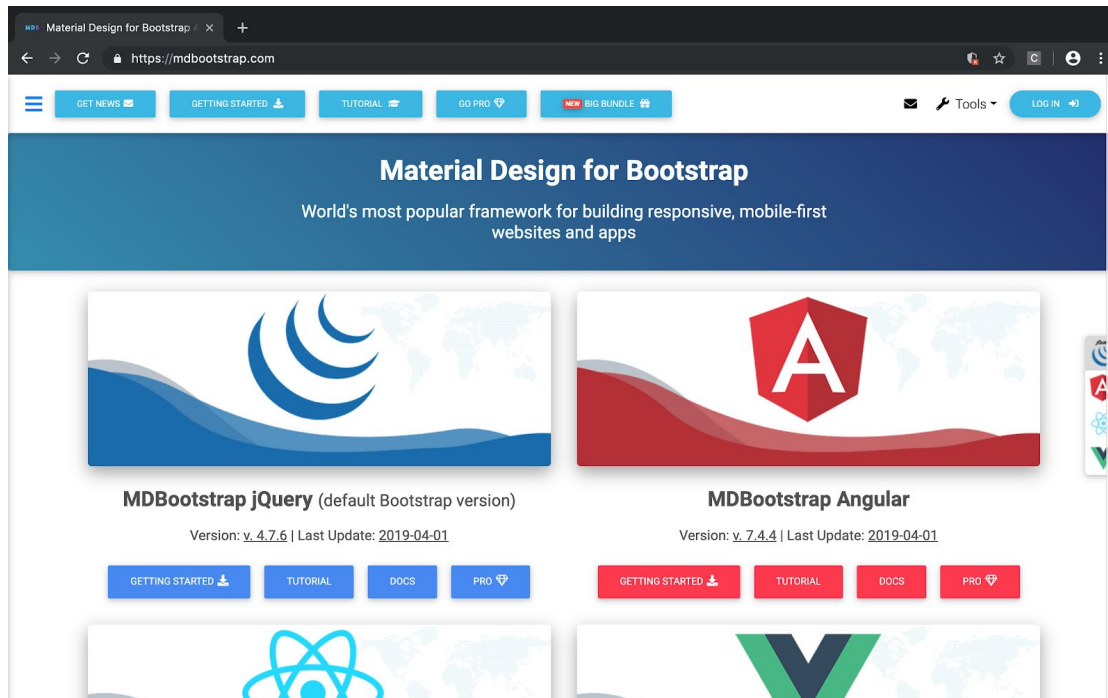 MDB Material Design for Bootstrap 4
https://mdbootstrap.com
C
GET NEWS
GETTING STARTED
TUTORIAL
GO PRO
NEW BIG BUNDLE
Tools
LOG IN
Material Design for Bootstrap
World's most popular framework for building responsive, mobile-first
websites and apps
A
A
MDBootstrap jQuery (default Bootstrap version)
MDBootstrap Angular
Version: v. 4.7.6 | Last Update: 2019-04-01
Version: v. 7.4.4 | Last Update: 2019-04-01
GETTING STARTED
TUTORIAL
DOCS
PRO
GETTING STARTED
TUTORIAL
DOCS
PRO